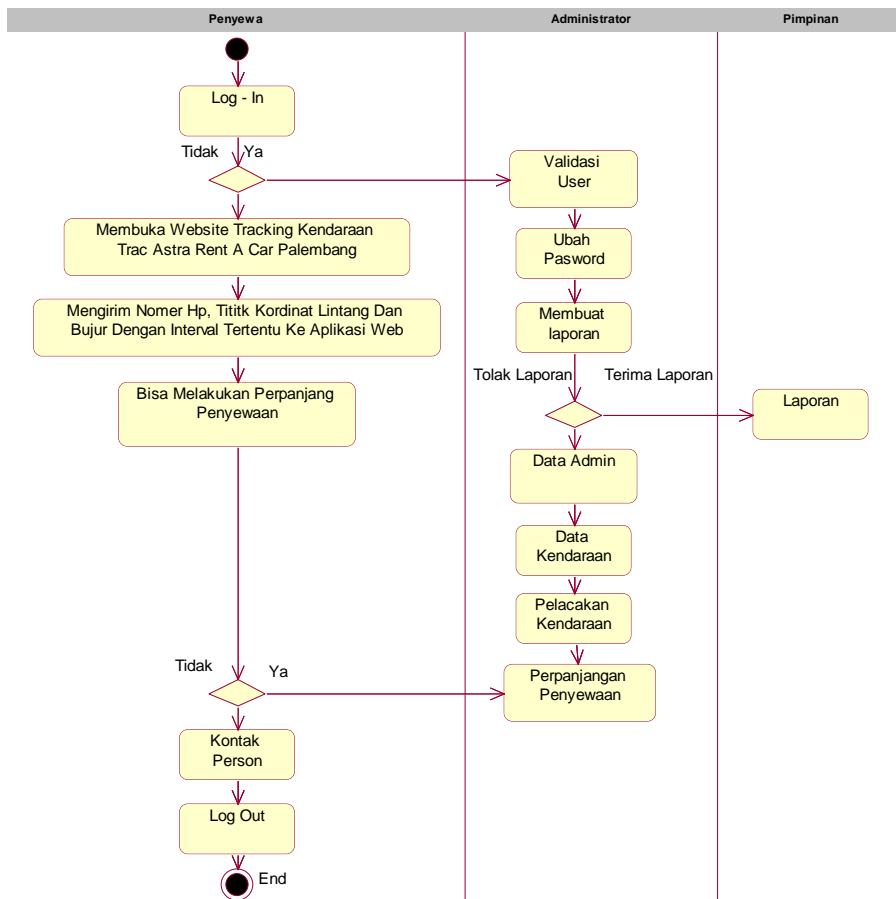 Penyewa
Administrator
Pimpinan
Log - In
Tidak
Ya
Validasi
User
Membuka Website Tracking Kendaraan
Trac Astra Rent A Car Palembang
Ubah
Pasword
Mengirim Nomer Hp, Tititk Kordinat Lintang Dan
Bujur Dengan Interval Tertentu Ke Aplikasi Web
Membuat
laporan
Tolak Laporan
Terima Laporan
Bisa Melakukan Perpanjang
Penyewaan
Laporan
Data Admin
Data
Kendaraan
Pelacakan
Kendaraan
Tidak
Ya
Perpanjangan
Penyewaan
Kontak
Person
Log Out
End